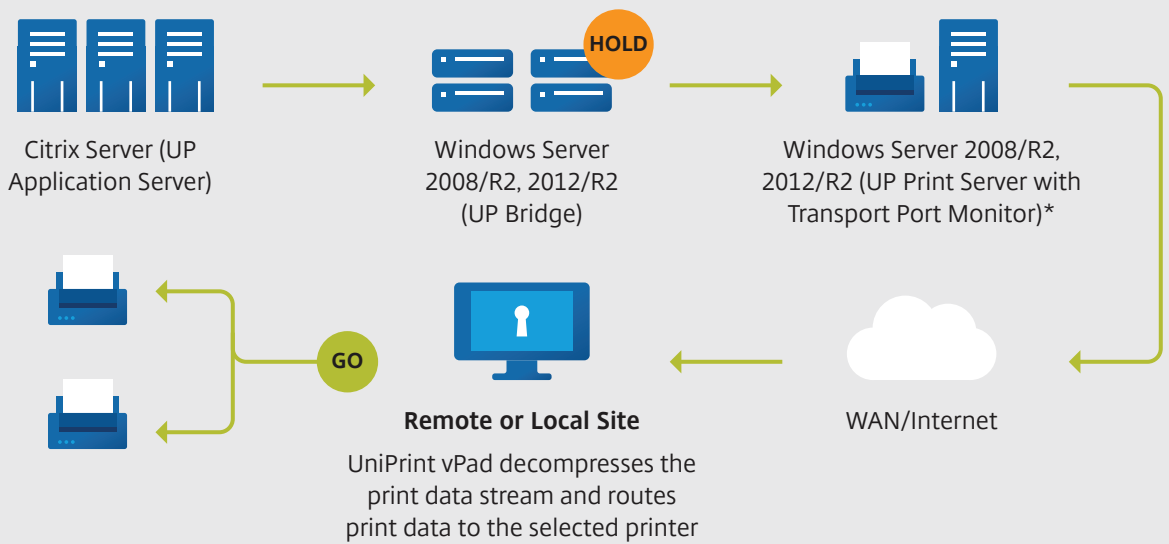 HOLD
Citrix Server (UP
Application Server)
Windows Server
2008/R2, 2012/R2
(UP Bridge)
Windows Server 2008/R2,
2012/R2 (UP Print Server with
Transport Port Monitor)*
GO
Remote or Local Site
UniPrint vPad decompresses the
print data stream and routes
print data to the selected printer
WAN/Internet